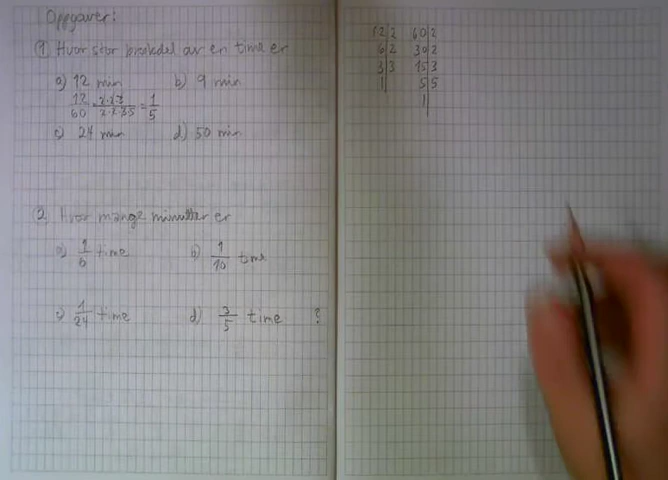 Oppgaver:
1) Hvor stor brøkdel av en time er
a) 12 min b) 9 min
12/60 = 2·2·3/2·2·3·5 = 1/5
c) 24 min d) 50 min
2) Hvor mange minutter er
a) 1/6 time b) 1/10 time
c) 1/24 time d) 3/5 time ?
12|2 60|2
6|2 30|2
3|3 15|3
1| 5|5
1|